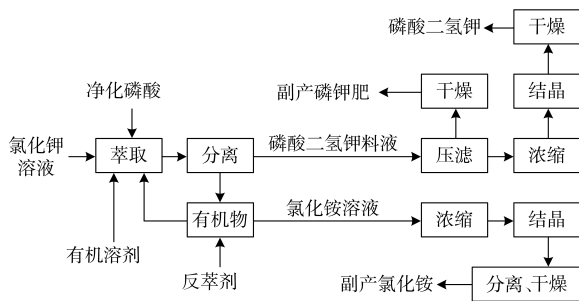 磷酸二氢钾
干燥
净化磷酸
副产磷钾肥
干燥
结晶
氯化钾
溶液
萃取
分离
磷酸二氢钾料液
压滤
浓缩
有机物
氯化铵溶液
浓缩
结晶
有机溶剂
反萃剂
副产氯化铵
分离、干燥